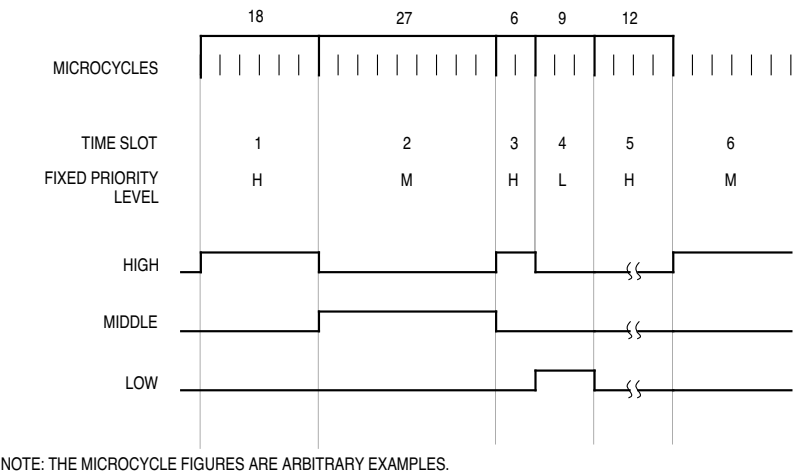 18 27 6 9 12
MICROCYCLES
TIME SLOT 1 2 3 4 5 6
FIXED PRIORITY
LEVEL H M H L H M
HIGH
MIDDLE
LOW
NOTE: THE MICROCYCLE FIGURES ARE ARBITRARY EXAMPLES.